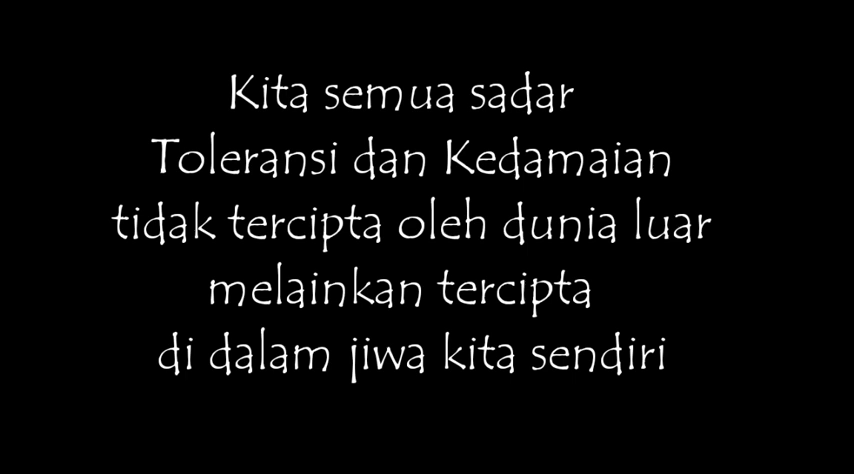 Kita semua sadar
Toleransi dan Kedamaian
tidak tercipta oleh dunia luar
melainkan tercipta
di dalam jiwa kita sendiri